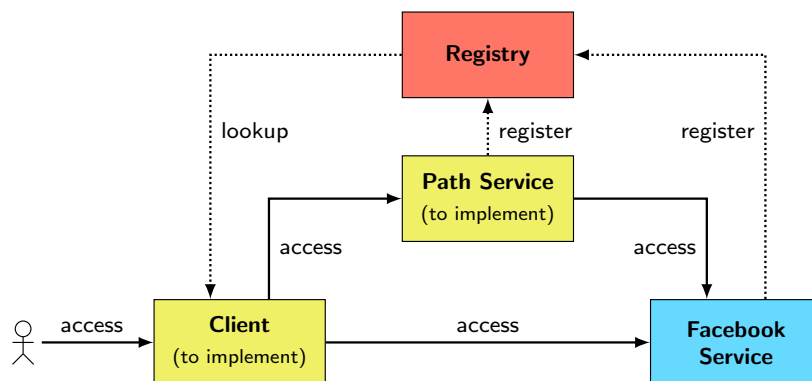 Registry
lookup
register
register
Path Service
(to implement)
access
access
access
Client
(to implement)
access
Facebook
Service